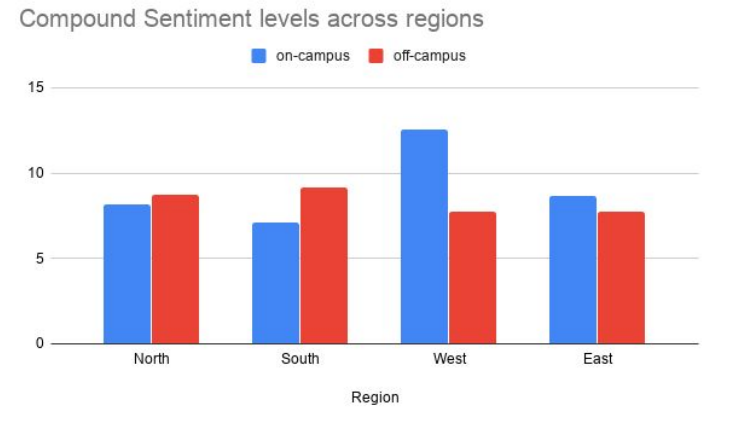 Compound Sentiment levels across regions
on-campus off-campus
15
10
5
0
North South West East
Region